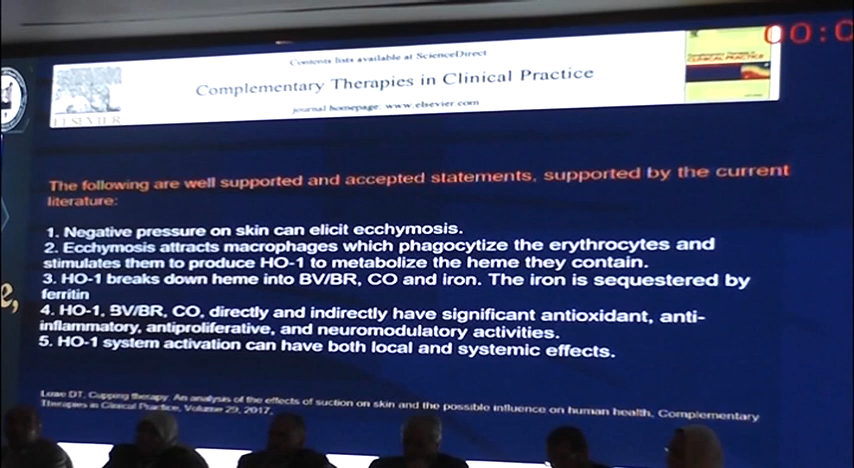 00:0
Contents lists available at ScienceDirect
Complementary Therapies in Clinical Practice
journal homepage: www.elsevier.com
ELSEVIER
CLINICAL PRACTICE
The following are well supported and accepted statements, supported by the current
literature:
1. Negative pressure on skin can elicit ecchymosis.
2. Ecchymosis attracts macrophages which phagocytize the erythrocytes and
stimulates them to produce HO-1 to metabolize the heme they contain.
3. HO-1 breaks down heme into BV/BR, CO and iron. The iron is sequestered by
ferritin
4. HO-1, BV/BR, CO, directly and indirectly have significant antioxidant, anti-
inflammatory, antiproliferative, and neuromodulatory activities.
5. HO-1 system activation can have both local and systemic effects.
e,
Lowe DT, Cupping therapy: An analysis of the effects of suction on skin and the possible influence on human health, Complementary
Therapies in Clinical Practice, Volume 29, 2017,